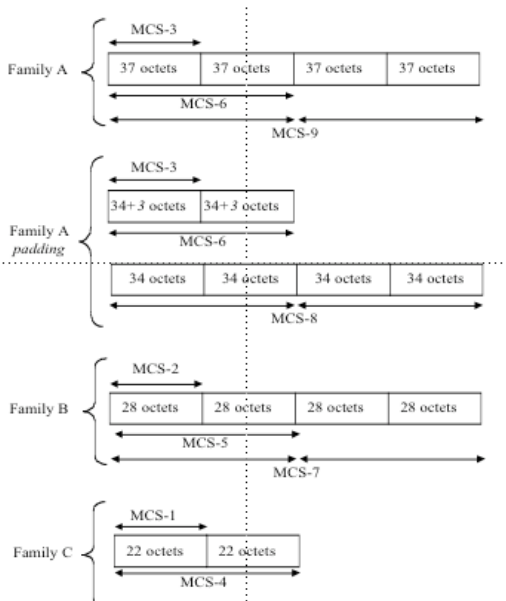 MCS-3
Family A
37 octets 37 octets 37 octets 37 octets
MCS-6
MCS-9
MCS-3
Family A
padding
34+3 octets 34+3 octets
MCS-6
34 octets 34 octets 34 octets 34 octets
MCS-8
MCS-2
Family B
28 octets 28 octets 28 octets 28 octets
MCS-5
MCS-7
MCS-1
Family C
22 octets 22 octets
MCS-4